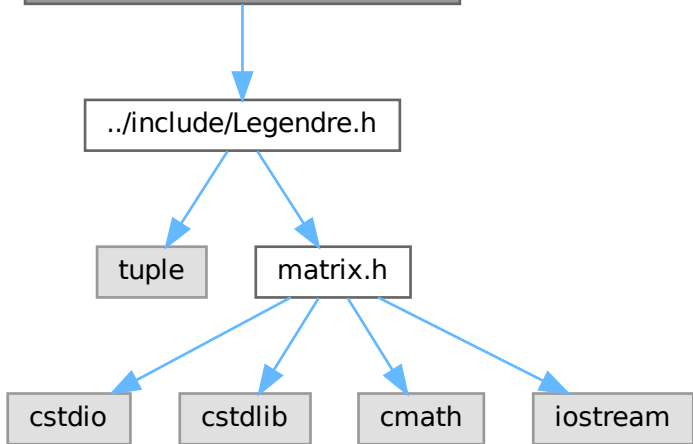 ../include/Legendre.h
tuple
matrix.h
cstdio
cstdlib
cmath
iostream